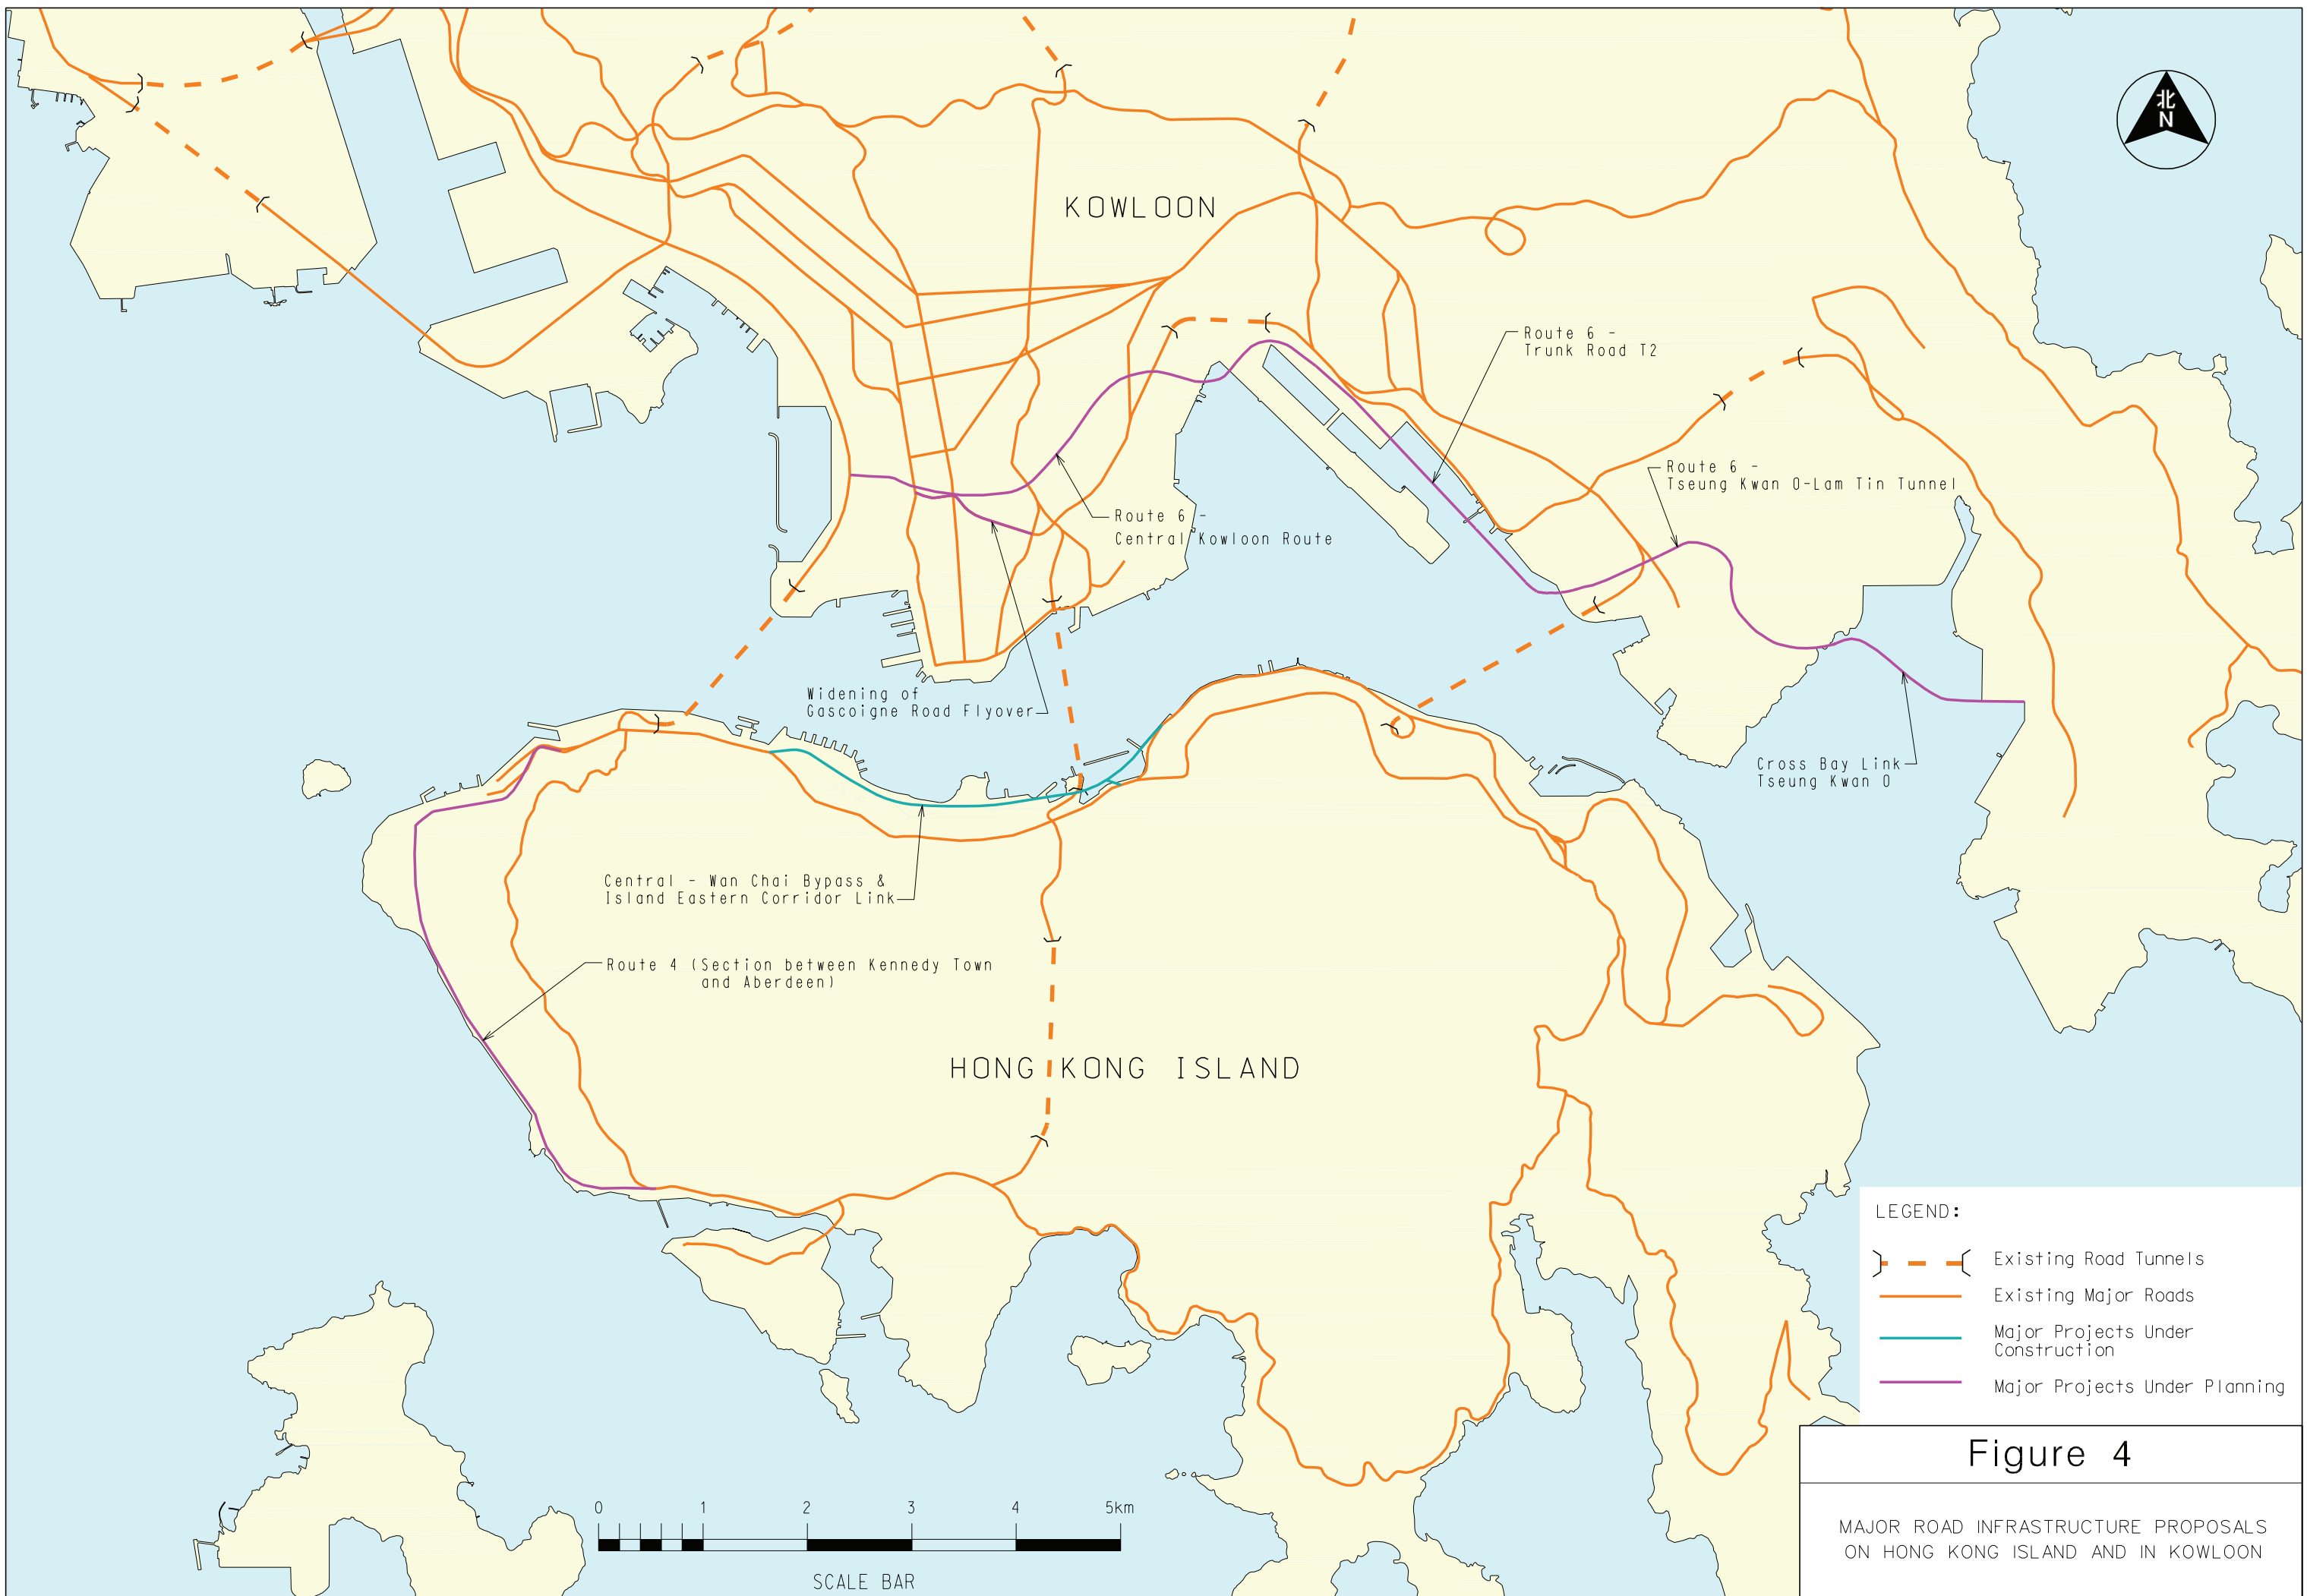 北
N
KOWLOON
Route 6 -
Trunk Road T2
Route 6 -
Tseung Kwan O-Lam Tin Tunnel
Route 6 -
Central Kowloon Route
Widening of
Gascoigne Road Flyover
Cross Bay Link
Tseung Kwan O
Central - Wan Chai Bypass &
Island Eastern Corridor Link
Route 4 (Section between Kennedy Town
and Aberdeen)
HONG KONG ISLAND
LEGEND:
Existing Road Tunnels
Existing Major Roads
Major Projects Under
Construction
Major Projects Under Planning
0 1 2 3 4 5km
SCALE BAR
Figure 4
MAJOR ROAD INFRASTRUCTURE PROPOSALS
ON HONG KONG ISLAND AND IN KOWLOON